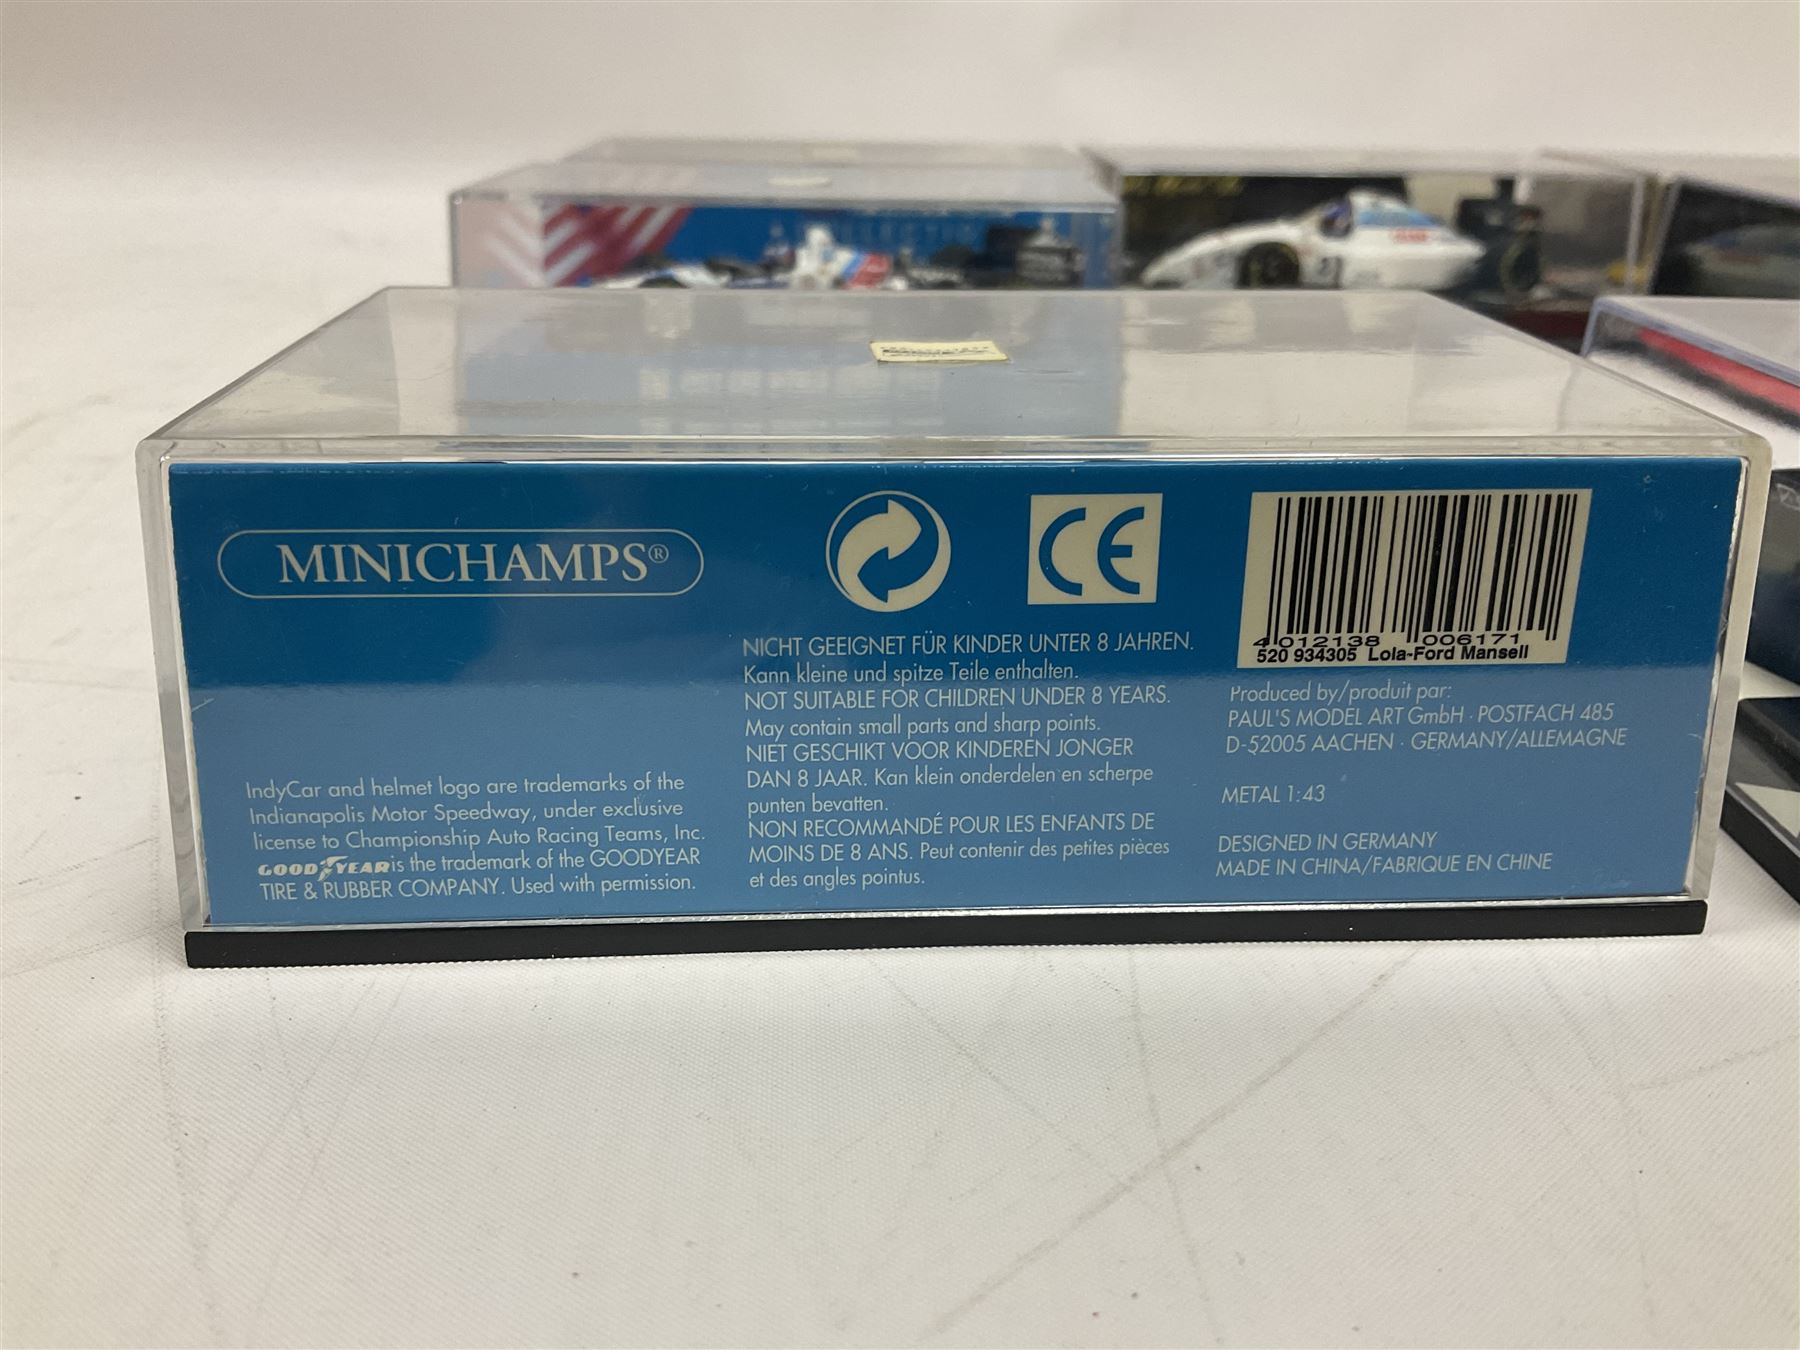 MINICHAMPS®
IndyCar and helmet logo are trademarks of the
Indianapolis Motor Speedway, under exclusive
license to Championship Auto Racing Teams, Inc.
GOODYEAR is the trademark of the GOODYEAR
TIRE & RUBBER COMPANY. Used with permission.
CE
NICHT GEEIGNET FÜR KINDER UNTER 8 JAHREN.
Kann kleine und spitze Teile enthalten.
NOT SUITABLE FOR CHILDREN UNDER 8 YEARS.
May contain small parts and sharp points.
NIET GESCHIKT VOOR KINDEREN JONGER
DAN 8 JAAR. Kan klein onderdelen en scherpe
punten bevatten.
NON RECOMMANDÉ POUR LES ENFANTS DE
MOINS DE 8 ANS. Peut contenir des petites pièces
et des angles pointus.
4 012138 006171
520 934305 Lola-Ford Mansell
Produced by/produit par:
PAUL'S MODEL ART GmbH · POSTFACH 485
D-52005 AACHEN · GERMANY/ALLEMAGNE
METAL 1:43
DESIGNED IN GERMANY
MADE IN CHINA/FABRIQUE EN CHINE